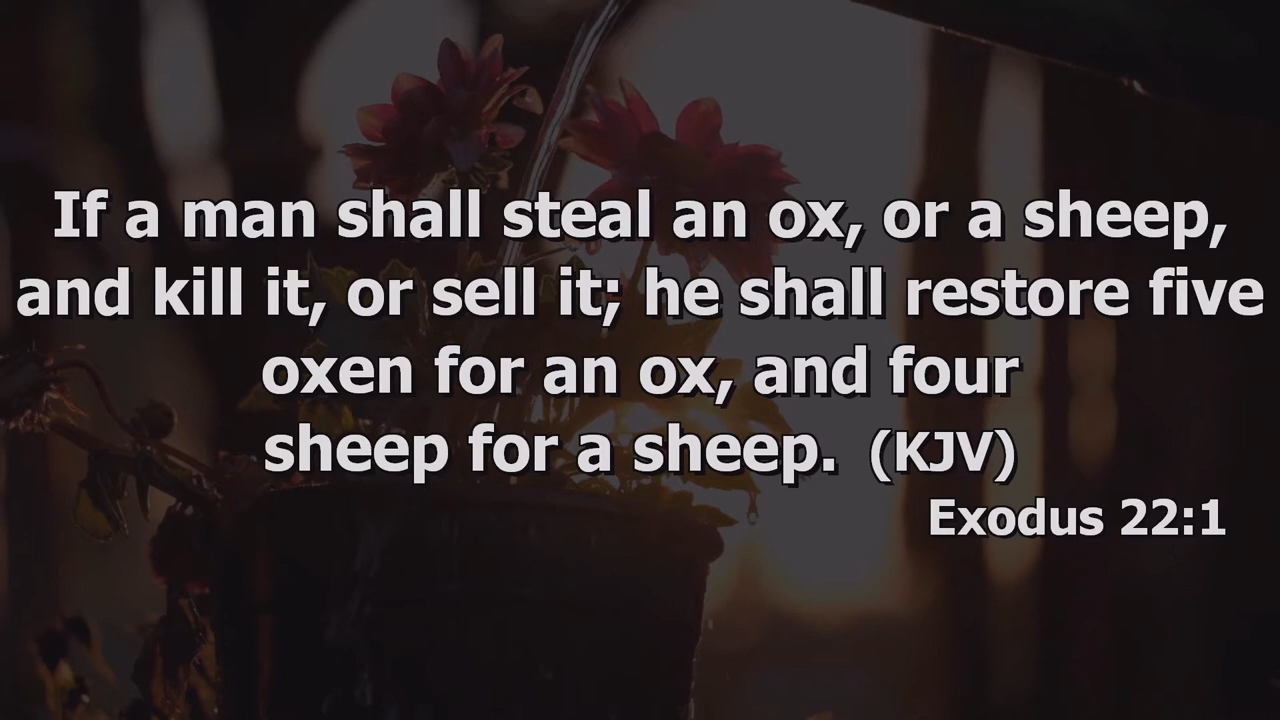 If a man shall steal an ox, or a sheep,
and kill it, or sell it; he shall restore five
oxen for an ox, and four
sheep for a sheep. (KJV)
Exodus 22:1